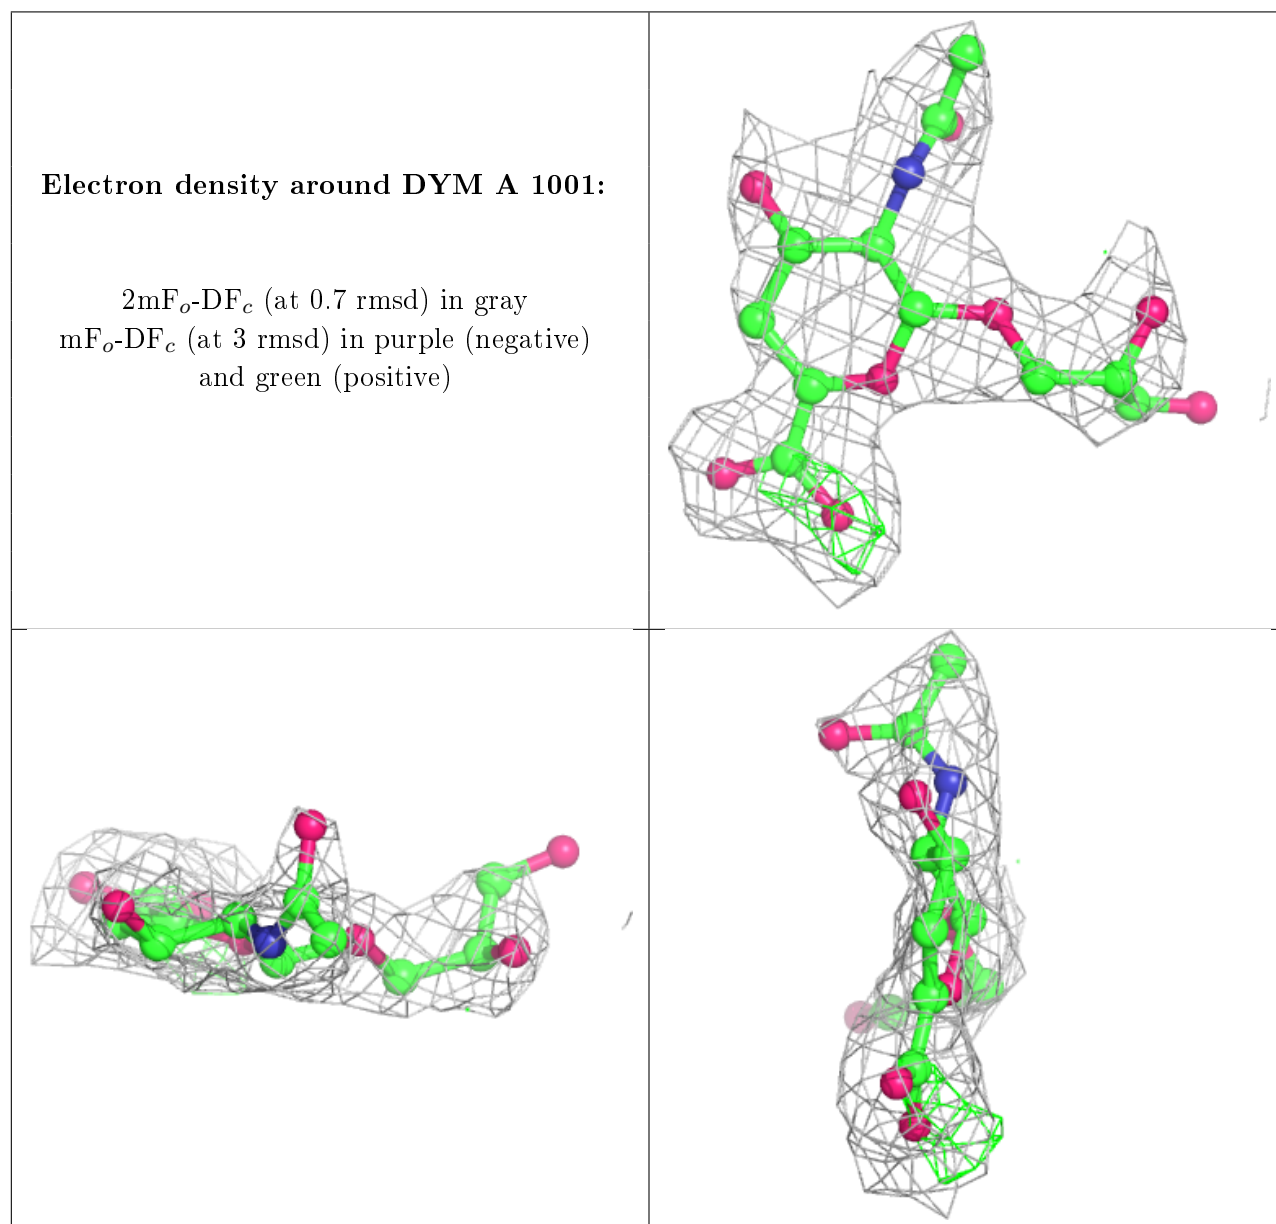 Electron density around DYM A 1001:
2mFₒ-DF𝒸 (at 0.7 rmsd) in gray
mFₒ-DF𝒸 (at 3 rmsd) in purple (negative)
and green (positive)